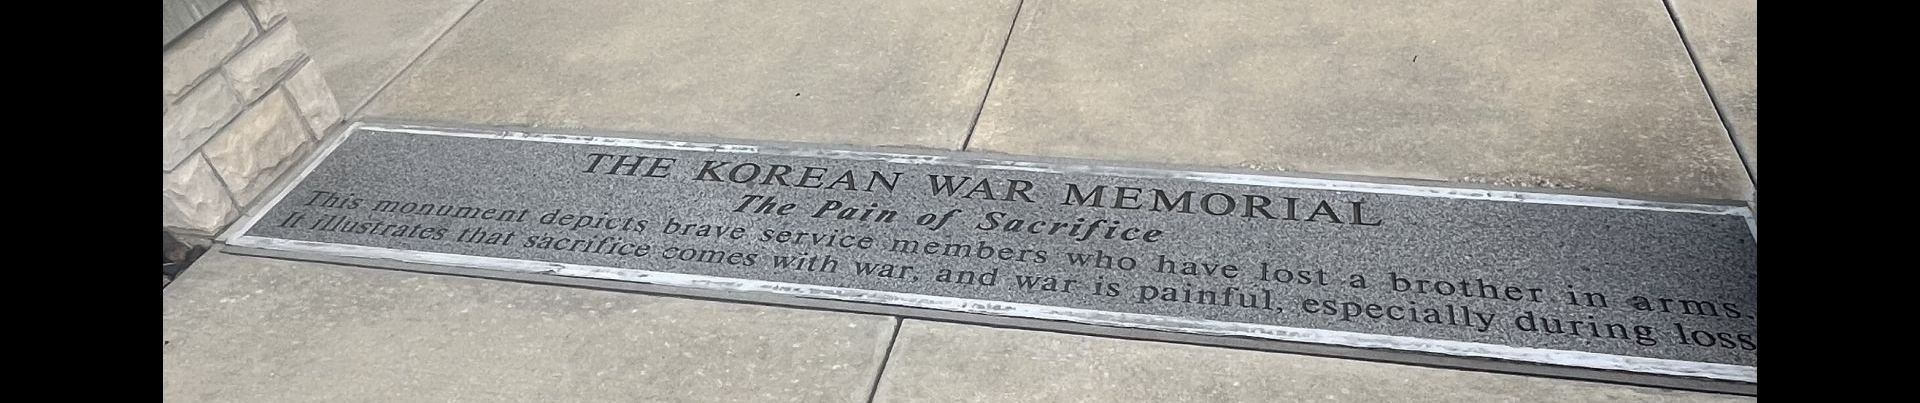 THE KOREAN WAR MEMORIAL
The Pain of Sacrifice
This monument depicts brave service members who have lost a brother in arms.
It illustrates that sacrifice comes with war, and war is painful, especially during loss